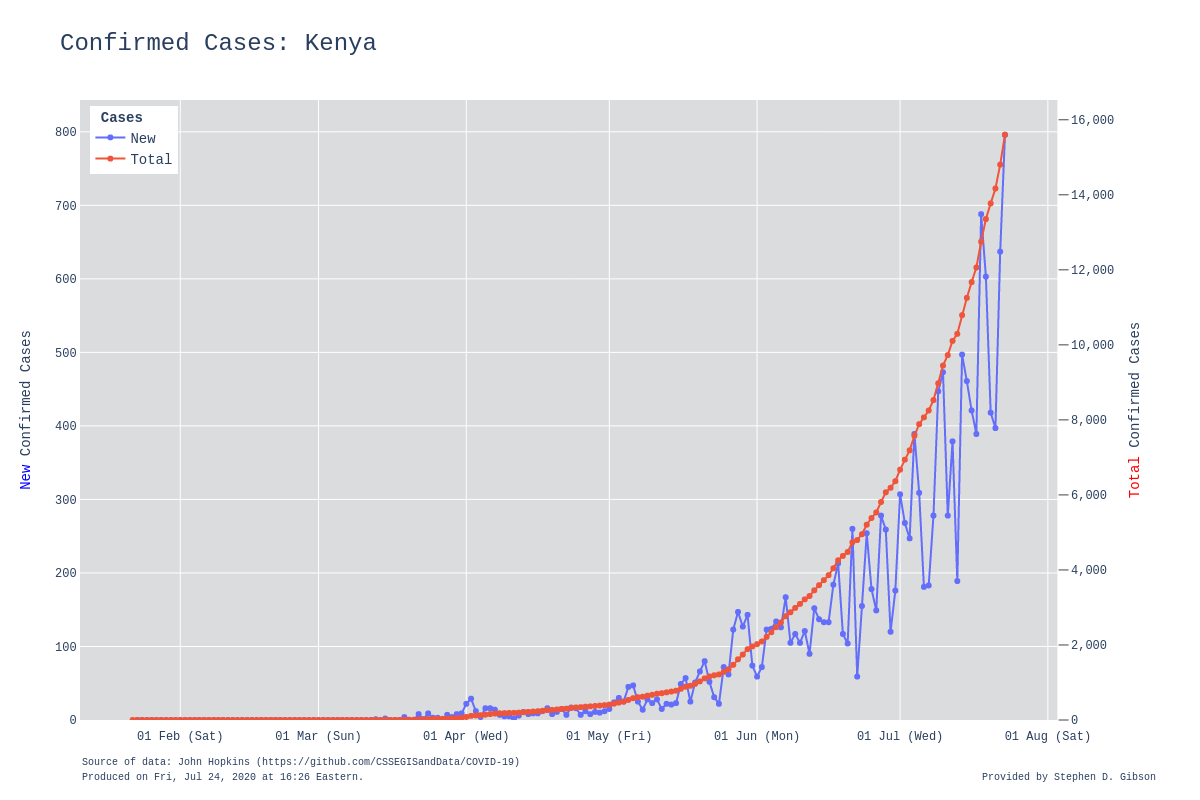 Confirmed Cases: Kenya
Cases
New
Total
800
700
600
500
400
300
200
100
0
New Confirmed Cases
16,000
14,000
12,000
10,000
8,000
6,000
4,000
2,000
0
Total Confirmed Cases
01 Feb (Sat)
01 Mar (Sun)
01 Apr (Wed)
01 May (Fri)
01 Jun (Mon)
01 Jul (Wed)
01 Aug (Sat)
Source of data: John Hopkins (https://github.com/CSSEGISandData/COVID-19)
Produced on Fri, Jul 24, 2020 at 16:26 Eastern.
Provided by Stephen D. Gibson